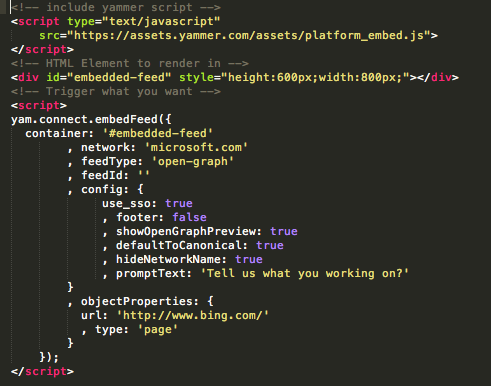 <!-- include yammer script -->
<script type="text/javascript"
    src="https://assets.yammer.com/assets/platform_embed.js">
</script>
<!-- HTML Element to render in -->
<div id="embedded-feed" style="height:600px;width:800px;"></div>
<!-- Trigger what you want -->
<script>
yam.connect.embedFeed({
  container: '#embedded-feed'
        , network: 'microsoft.com'
        , feedType: 'open-graph'
        , feedId: ''
        , config: {
             use_sso: true
             , footer: false
             , showOpenGraphPreview: true
             , defaultToCanonical: true
             , hideNetworkName: true
             , promptText: 'Tell us what you working on?'
        }
        , objectProperties: {
          url: 'http://www.bing.com/'
          , type: 'page'
        }
    });
</script>